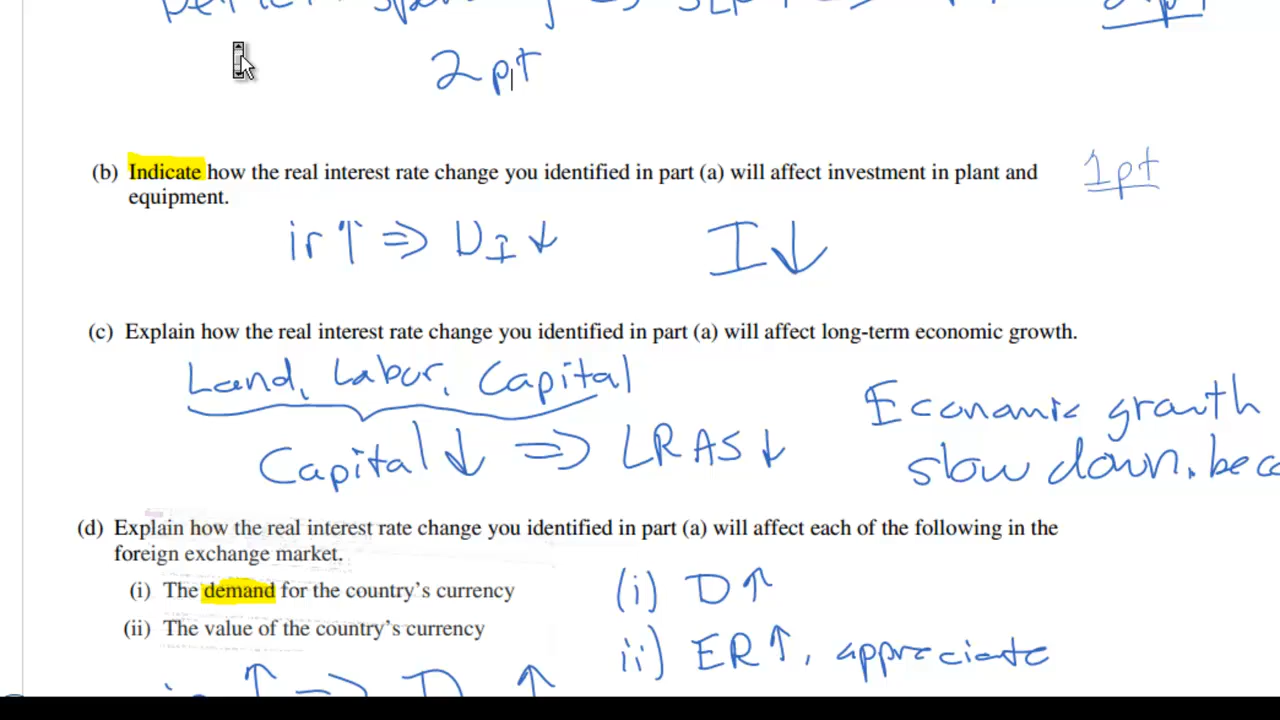 2 pt
(b) Indicate how the real interest rate change you identified in part (a) will affect investment in plant and
equipment.
1pt
ir ↑ ⇒ D_I ↓ I ↓
(c) Explain how the real interest rate change you identified in part (a) will affect long-term economic growth.
Land, Labor, Capital
Capital ↓ ⇒ LRAS ↓
Economic growth
slow down, bec
(d) Explain how the real interest rate change you identified in part (a) will affect each of the following in the
foreign exchange market.
(i) The demand for the country's currency
(i) D↑
(ii) The value of the country's currency
ii) ER↑, appreciate
↑ ⇒ D ↑